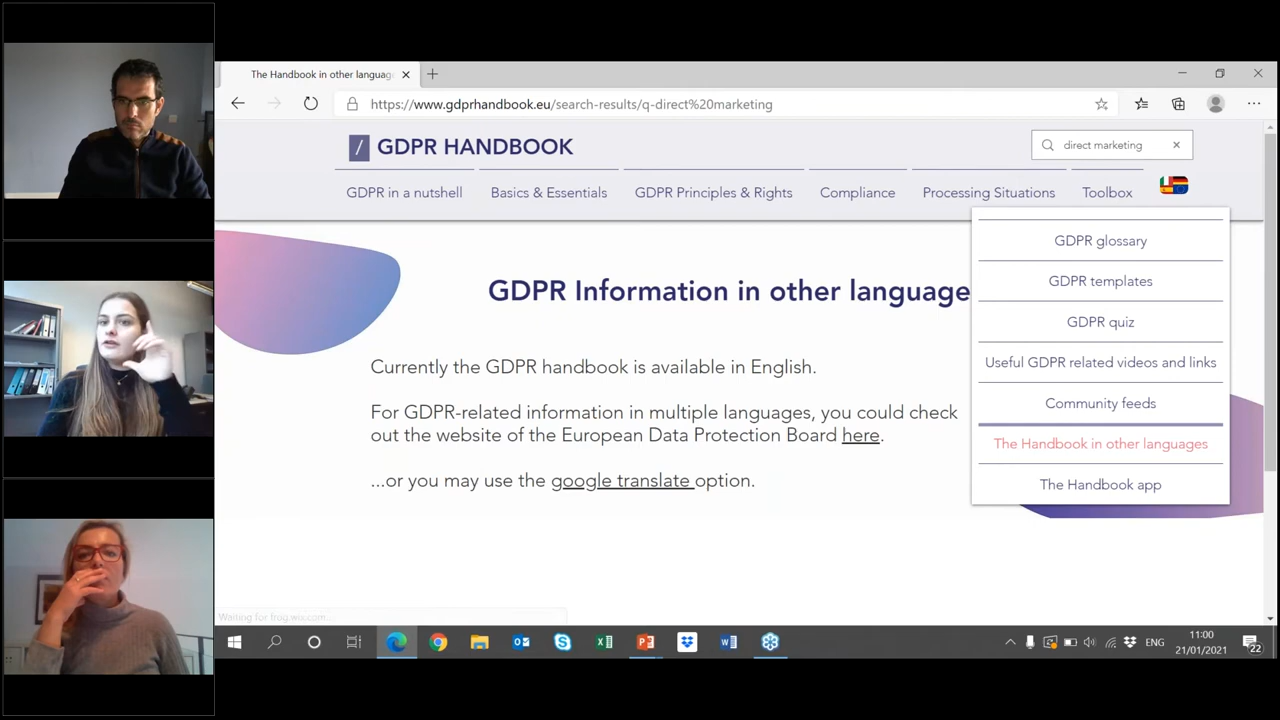 The Handbook in other languag
https://www.gdprhandbook.eu/search-results/q-direct%20marketing
/ GDPR HANDBOOK
direct marketing
GDPR in a nutshell
Basics & Essentials
GDPR Principles & Rights
Compliance
Processing Situations
Toolbox
GDPR glossary
GDPR templates
GDPR quiz
Useful GDPR related videos and links
Community feeds
The Handbook in other languages
The Handbook app
GDPR Information in other language
Currently the GDPR handbook is available in English.
For GDPR-related information in multiple languages, you could check
out the website of the European Data Protection Board here.
...or you may use the google translate option.
Waiting for frog.wix.com...
ENG
11:00
21/01/2021
22